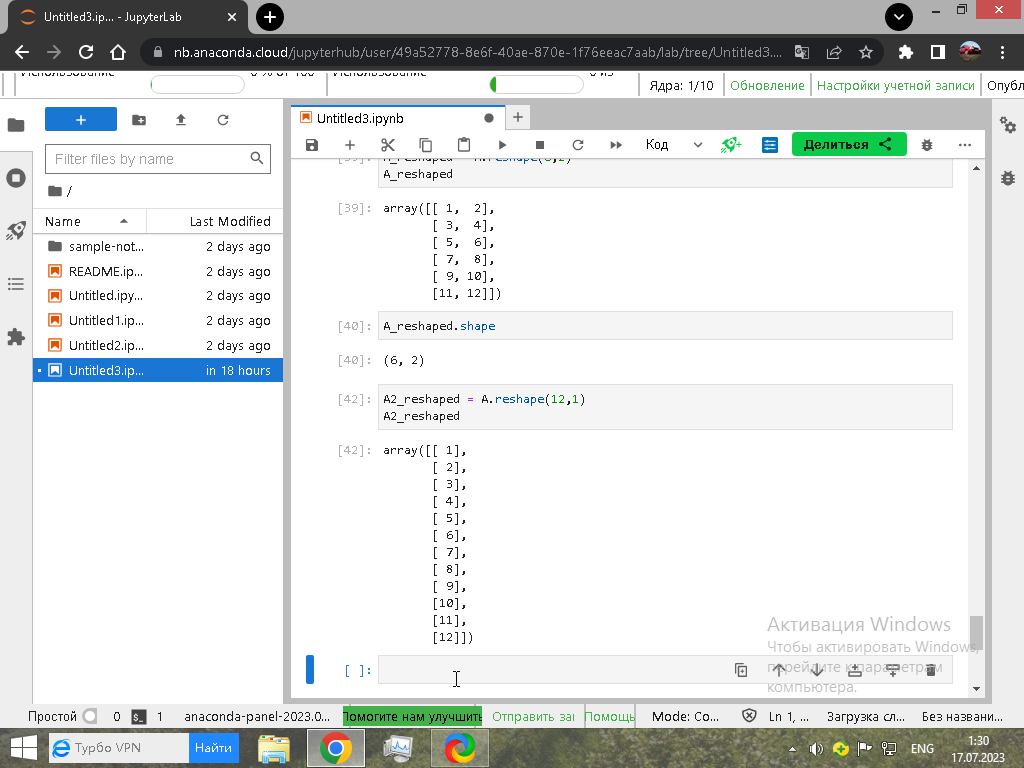 Untitled3.ip... - JupyterLab
nb.anaconda.cloud/jupyterhub/user/49a52778-8e6f-40ae-870e-1f76eeac7aab/lab/tree/Untitled3....
Использование 0 % от 100 Использование
Ядра: 1/10 Обновление Настройки учетной записи Опубл
+
Untitled3.ipynb
Filter files by name
Код
Делиться
/
Name Last Modified
sample-not... 2 days ago
README.ip... 2 days ago
Untitled.ipy... 2 days ago
Untitled1.ip... 2 days ago
Untitled2.ip... 2 days ago
Untitled3.ip... in 18 hours
A_reshaped = A.reshape(6,2)
A_reshaped
[39]: array([[ 1,  2],
[ 3,  4],
[ 5,  6],
[ 7,  8],
[ 9, 10],
[11, 12]])
[40]: A_reshaped.shape
[40]: (6, 2)
[42]: A2_reshaped = A.reshape(12,1)
A2_reshaped
[42]: array([[ 1],
[ 2],
[ 3],
[ 4],
[ 5],
[ 6],
[ 7],
[ 8],
[ 9],
[10],
[11],
[12]])
[ ]:
Активация Windows
Чтобы активировать Windows,
перейдите к параметрам
компьютера.
Простой 0 $_ 1 anaconda-panel-2023.0... Помогите нам улучшить Отправить за Помощь Mode: Co... Ln 1, ... Загрузка сл... Без названи...
Турбо VPN Найти
ENG
1:30
17.07.2023